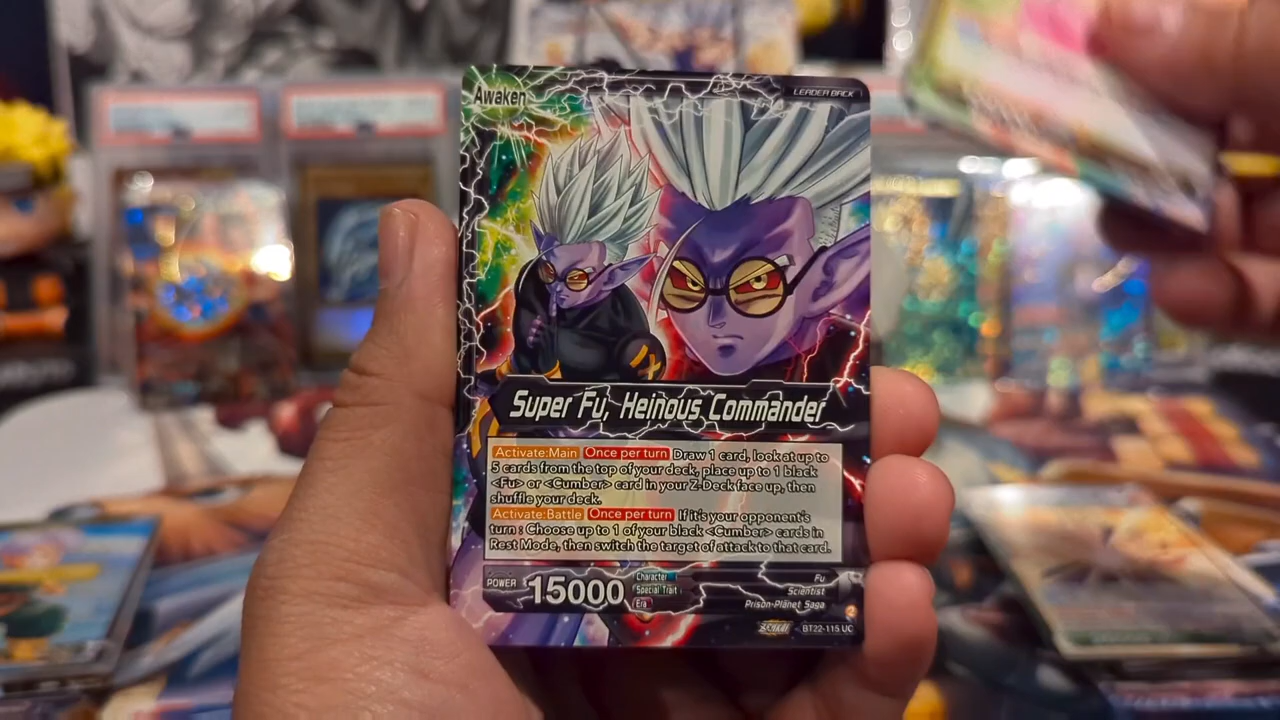 Awaken
LEADER BACK
Super Fu, Heinous Commander
Activate:Main Once per turn Draw 1 card, look at up to
5 cards from the top of your deck, place up to 1 black
<Fu> or <Cumber> card in your Z-Deck face up, then
shuffle your deck.
Activate:Battle Once per turn If it's your opponent's
turn : Choose up to 1 of your black <Cumber> cards in
Rest Mode, then switch the target of attack to that card.
POWER 15000
Character Fu
Special Trait Scientist
Era Prison-Planet Saga
BT22-115 UC